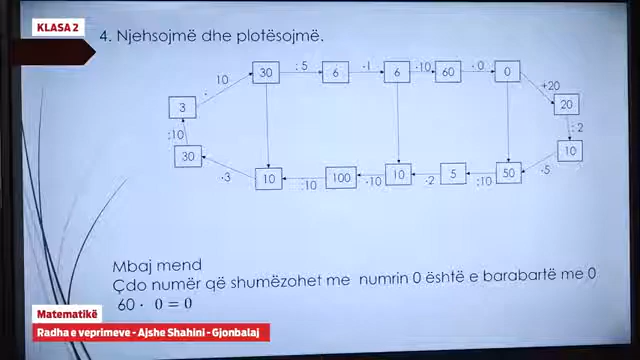 KLASA 2
4. Njehsojmë dhe plotësojmë.
30 : 5 6 ·1 6 ·10 60 · 0 0
· 10 +20
3 20
:10 : 2
30 10
·3 10 :10 100 ·10 10 ·2 5 :10 50 ·5
Mbaj mend
Çdo numër që shumëzohet me numrin 0 është e barabartë me 0
60 · 0 = 0
Matematikë
Radha e veprimeve - Ajshe Shahini - Gjonbalaj